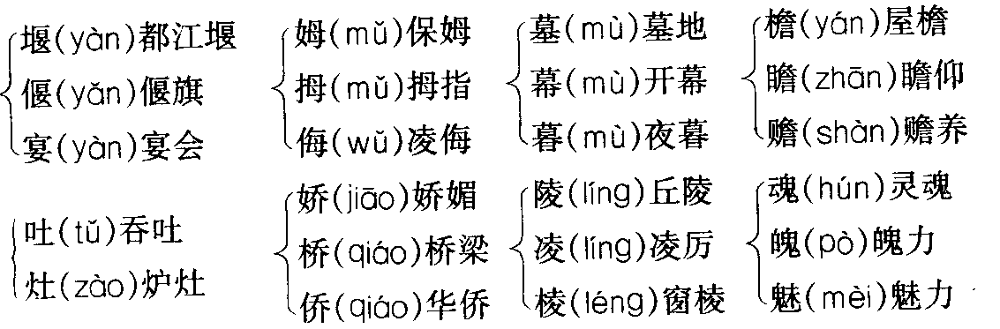 堰(yàn)都江堰 姆(mǔ)保姆 墓(mù)墓地 檐(yán)屋檐
偃(yǎn)偃旗 拇(mǔ)拇指 幕(mù)开幕 瞻(zhān)瞻仰
宴(yàn)宴会 侮(wǔ)凌侮 暮(mù)夜暮 赡(shàn)赡养
吐(tǔ)吞吐 娇(jiāo)娇媚 陵(líng)丘陵 魂(hún)灵魂
灶(zào)炉灶 桥(qiáo)桥梁 凌(líng)凌厉 魄(pò)魄力
侨(qiáo)华侨 棱(léng)窗棱 魅(mèi)魅力